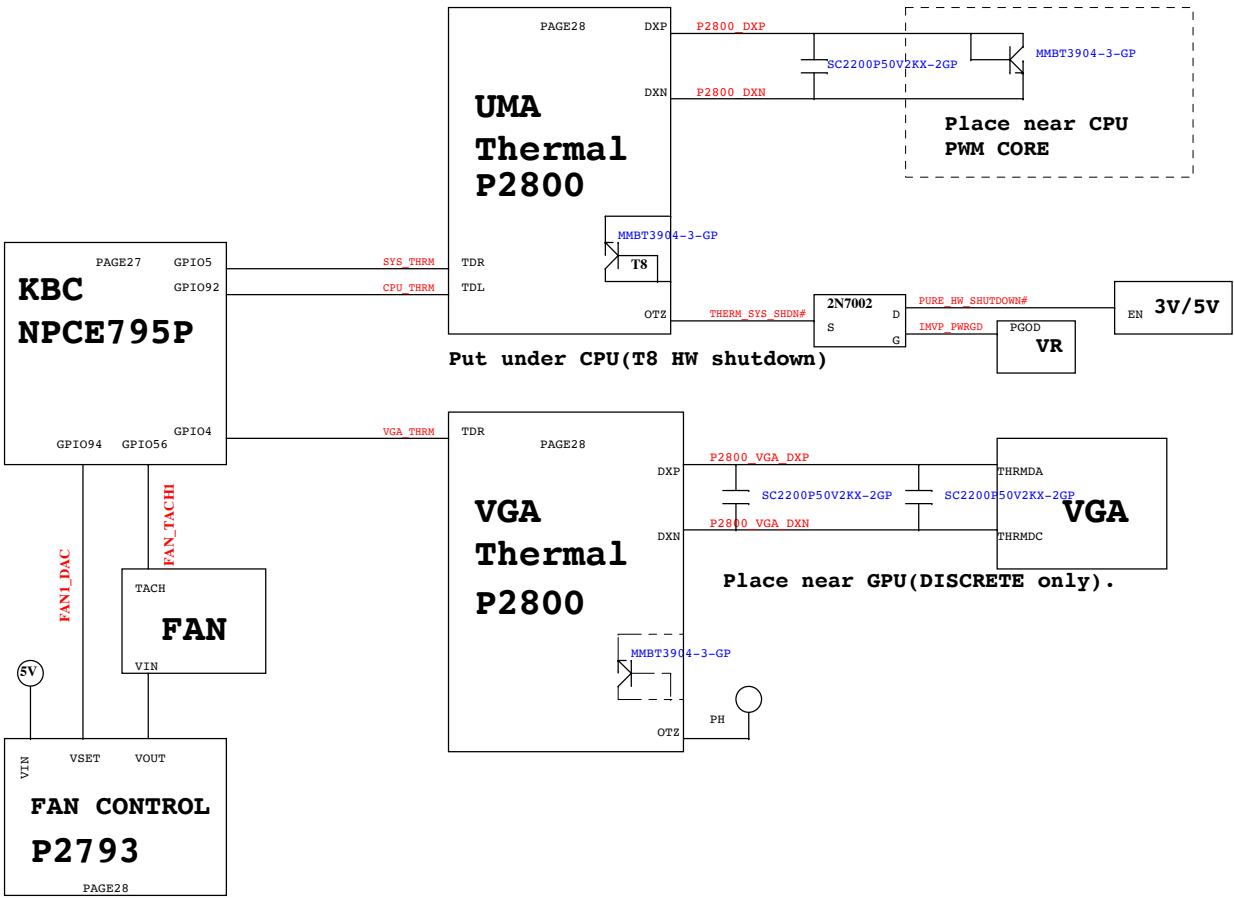 PAGE28
DXP
P2800_DXP
SC2200P50V2KX-2GP
MMBT3904-3-GP
DXN
P2800_DXN
UMA
Thermal
P2800
Place near CPU
PWM CORE
MMBT3904-3-GP
T8
PAGE27
GPIO5
SYS_THRM
TDR
GPIO92
CPU_THRM
TDL
KBC
NPCE795P
OTZ
THERM_SYS_SHDN#
2N7002
S
D
G
PURE_HW_SHUTDOWN#
IMVP_PWRGD
EN
3V/5V
PGOD
VR
Put under CPU(T8 HW shutdown)
GPIO94
GPIO56
GPIO4
VGA_THRM
TDR
PAGE28
DXP
P2800_VGA_DXP
THRMDA
SC2200P50V2KX-2GP
SC2200P50V2KX-2GP
VGA
DXN
P2800_VGA_DXN
THRMDC
VGA
Thermal
P2800
Place near GPU(DISCRETE only).
FAN_TACH1
FAN1_DAC
TACH
FAN
VIN
MMBT3904-3-GP
5V
PH
OTZ
VIN
VSET
VOUT
FAN CONTROL
P2793
PAGE28